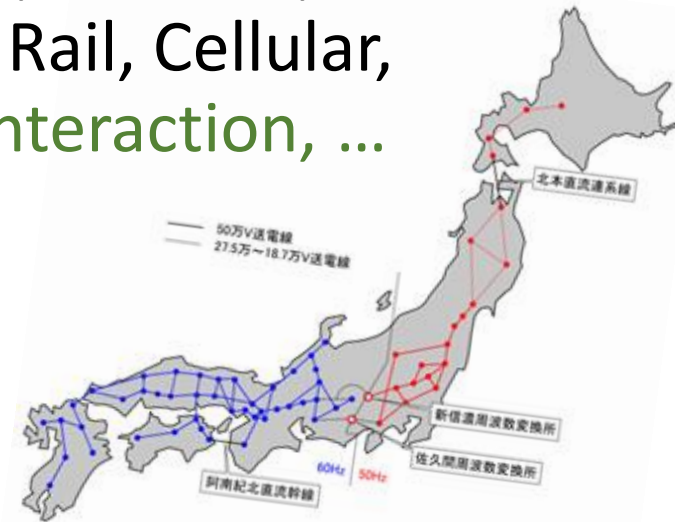 Rail, Cellular,
nteraction, ...
北本直流連系線
50万V送電線
27.5万～18.7万V送電線
新信濃周波数変換所
佐久間周波数変換所
60Hz
50Hz
阿南紀北直流幹線